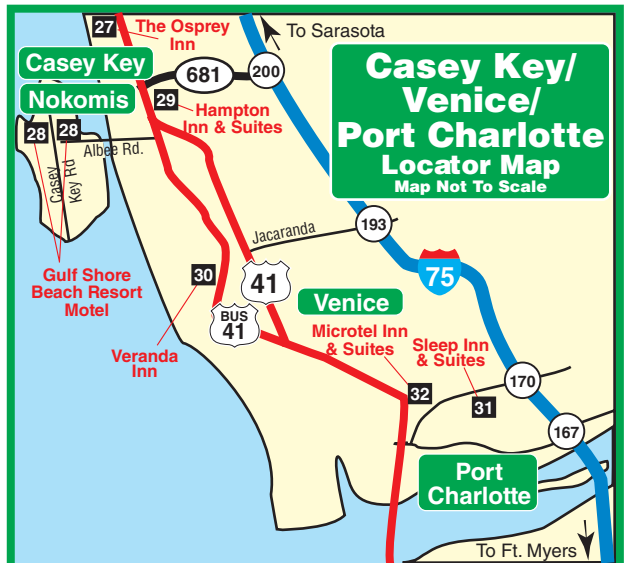 27
The Osprey
Inn
To Sarasota
Casey Key
681
200
Casey Key/
Venice/
Port Charlotte
Locator Map
Map Not To Scale
Nokomis
29
Hampton
Inn & Suites
28
28
Albee Rd.
Casey
Key Rd
193
Jacaranda
Gulf Shore
Beach Resort
Motel
30
41
75
Venice
BUS
41
Microtel Inn
& Suites
Sleep Inn
& Suites
Veranda
Inn
170
32
31
167
Port
Charlotte
To Ft. Myers